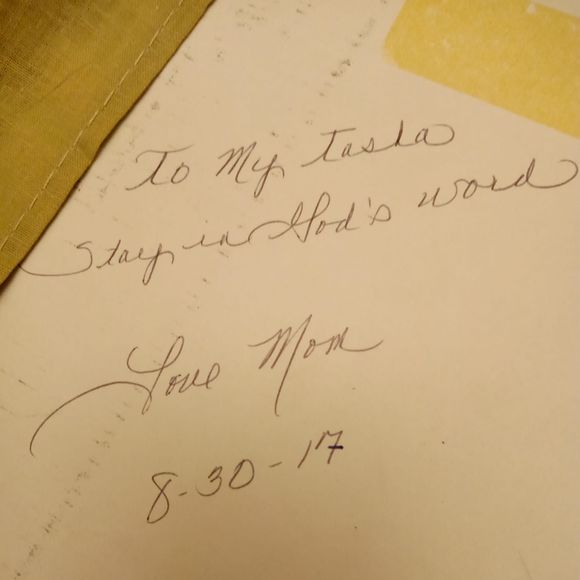 To My Tasha
Stay in God's word
Love Mom
8-30-17